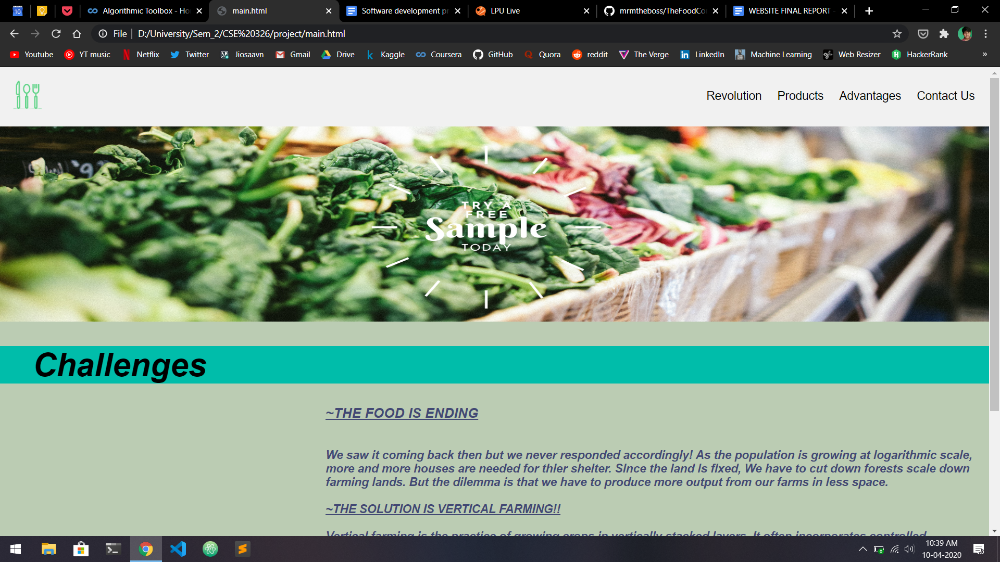 10
Algorithmic Toolbox - Ho
main.html
Software development pr
LPU Live
mrmtheboss/TheFoodCo
WEBSITE FINAL REPORT -
File
D:/University/Sem_2/CSE%20326/project/main.html
Youtube
YT music
Netflix
Twitter
Jiosaavn
Gmail
Drive
Kaggle
Coursera
GitHub
Quora
reddit
The Verge
LinkedIn
Machine Learning
Web Resizer
HackerRank
»
Revolution
Products
Advantages
Contact Us
TRY A
FREE
Sample
TODAY
Challenges
~THE FOOD IS ENDING
We saw it coming back then but we never responded accordingly! As the population is growing at logarithmic scale,
more and more houses are needed for thier shelter. Since the land is fixed, We have to cut down forests scale down
farming lands. But the dilemma is that we have to produce more output from our farms in less space.
~THE SOLUTION IS VERTICAL FARMING!!
Vertical farming is the practice of growing crops in vertically stacked layers. It often incorporates controlled
10:39 AM
10-04-2020